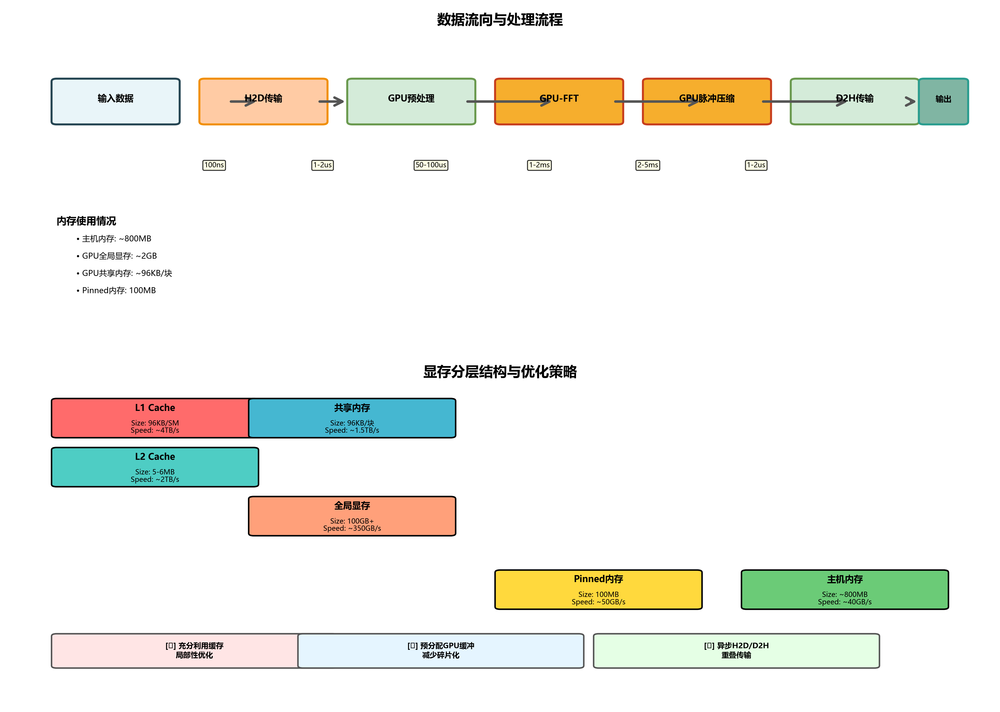 数据流向与处理流程
输入数据
H2D传输
GPU预处理
GPU-FFT
GPU脉冲压缩
D2H传输
输出
100ns
1-2us
50-100us
1-2ms
2-5ms
1-2us
内存使用情况
• 主机内存: ~800MB
• GPU全局显存: ~2GB
• GPU共享内存: ~96KB/块
• Pinned内存: 100MB
显存分层结构与优化策略
L1 Cache
Size: 96KB/SM
Speed: ~4TB/s
共享内存
Size: 96KB/块
Speed: ~1.5TB/s
L2 Cache
Size: 5-6MB
Speed: ~2TB/s
全局显存
Size: 100GB+
Speed: ~350GB/s
Pinned内存
Size: 100MB
Speed: ~50GB/s
主机内存
Size: ~800MB
Speed: ~40GB/s
[▯] 充分利用缓存
局部性优化
[▯] 预分配GPU缓冲
减少碎片化
[▯] 异步H2D/D2H
重叠传输